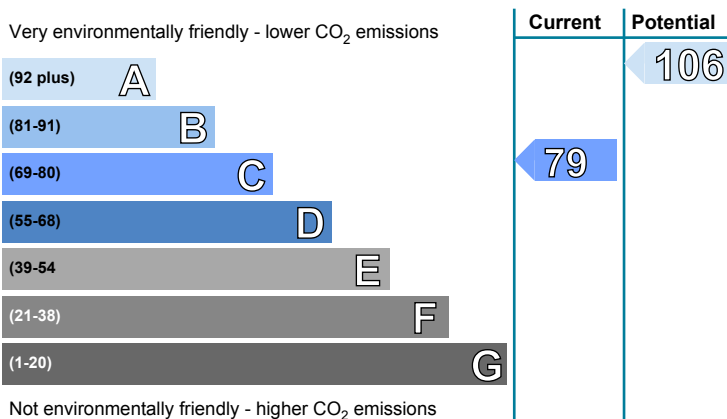 Very environmentally friendly - lower CO2 emissions
Current
Potential
(92 plus) A
106
(81-91) B
(69-80) C
79
(55-68) D
(39-54 E
(21-38) F
(1-20) G
Not environmentally friendly - higher CO2 emissions